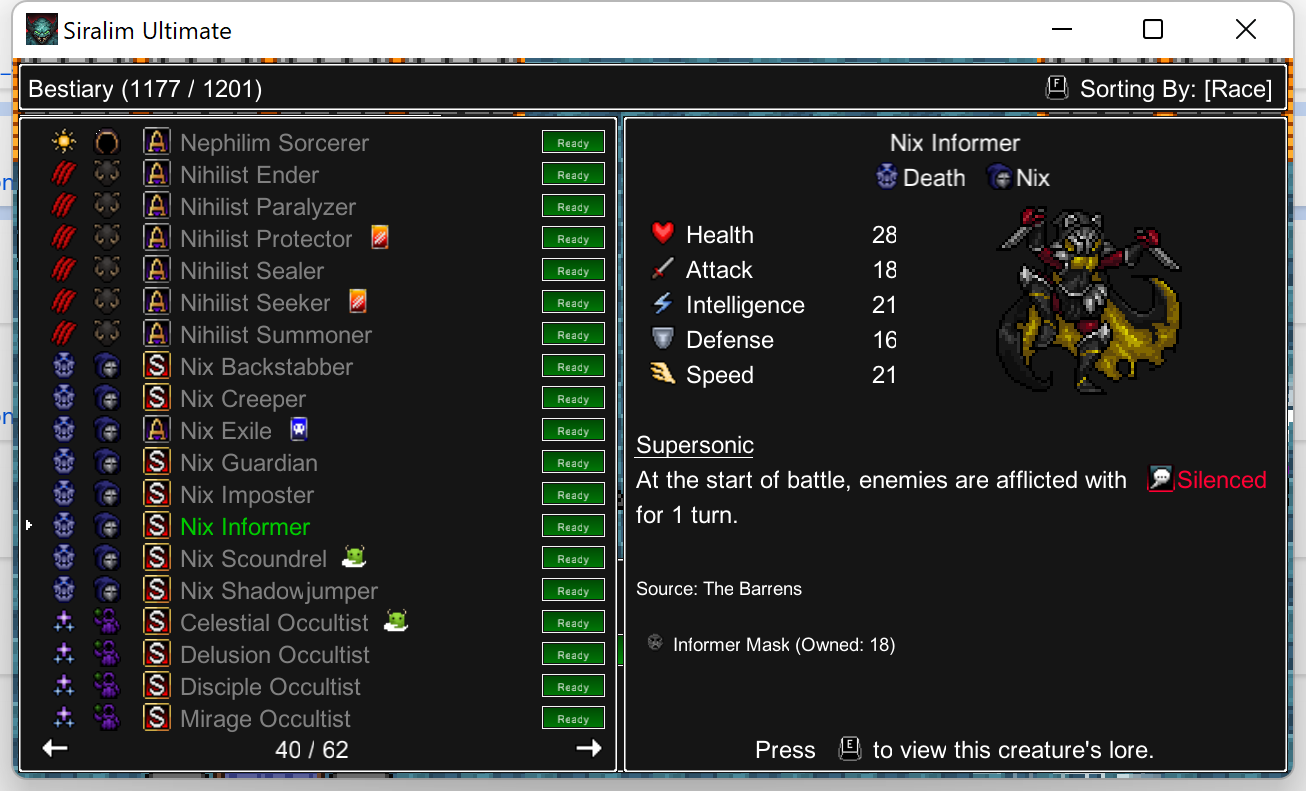 Siralim Ultimate
Bestiary (1177 / 1201)
F
Sorting By: [Race]
A Nephilim Sorcerer Ready
A Nihilist Ender Ready
A Nihilist Paralyzer Ready
A Nihilist Protector Ready
A Nihilist Sealer Ready
A Nihilist Seeker Ready
A Nihilist Summoner Ready
S Nix Backstabber Ready
S Nix Creeper Ready
A Nix Exile Ready
S Nix Guardian Ready
S Nix Imposter Ready
S Nix Informer Ready
S Nix Scoundrel Ready
S Nix Shadowjumper Ready
S Celestial Occultist Ready
S Delusion Occultist Ready
S Disciple Occultist Ready
S Mirage Occultist Ready
40 / 62
Nix Informer
Death Nix
Health 28
Attack 18
Intelligence 21
Defense 16
Speed 21
Supersonic
At the start of battle, enemies are afflicted with Silenced
for 1 turn.
Source: The Barrens
Informer Mask (Owned: 18)
Press E to view this creature's lore.